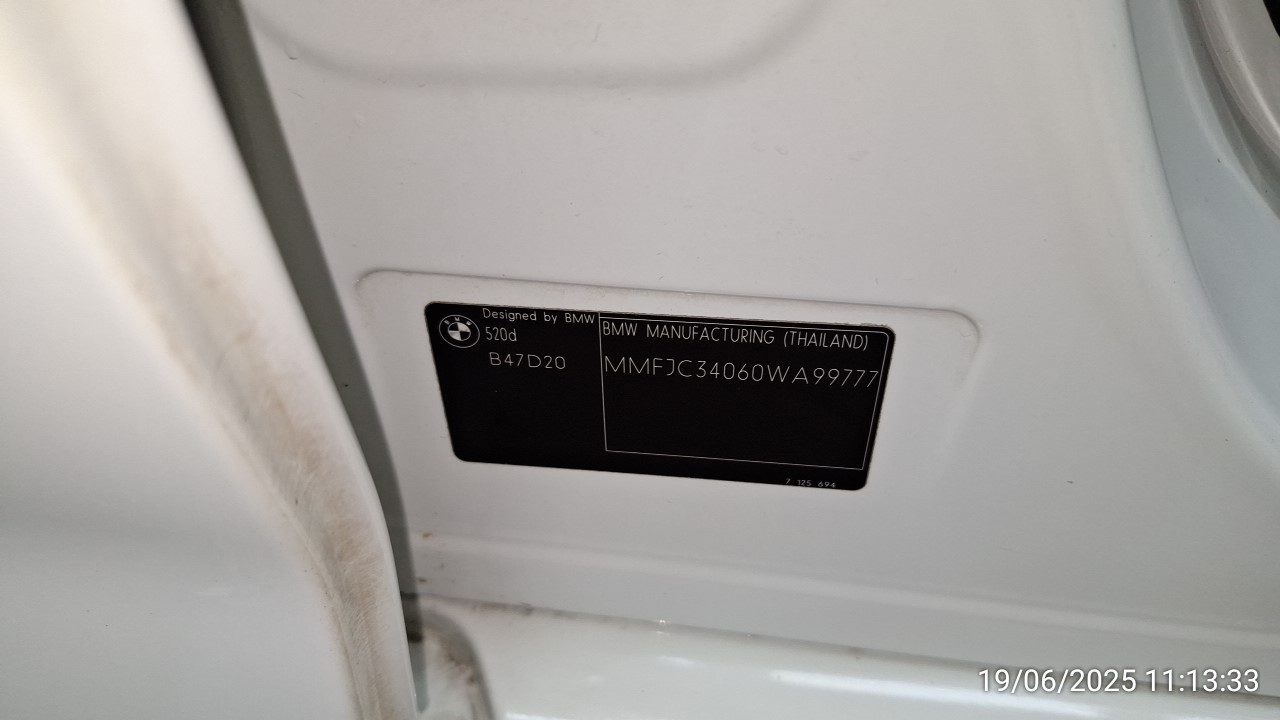 BMW
Designed by BMW
520d
B47D20
BMW MANUFACTURING (THAILAND)
MMFJC34060WA99777
7 125 694
19/06/2025 11:13:33